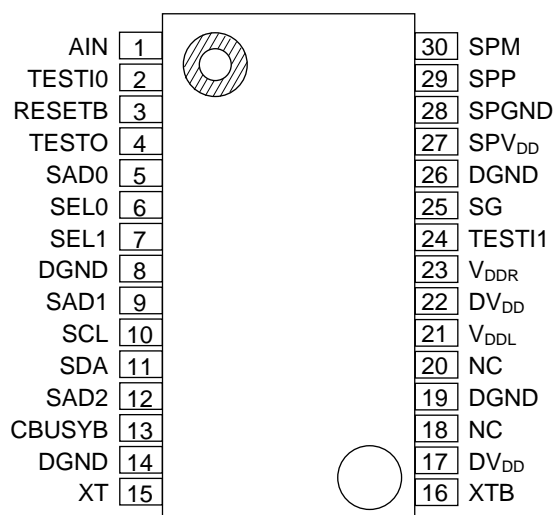 AIN 1 30 SPM
TESTI0 2 29 SPP
RESETB 3 28 SPGND
TESTO 4 27 SPVDD
SAD0 5 26 DGND
SEL0 6 25 SG
SEL1 7 24 TESTI1
DGND 8 23 VDDR
SAD1 9 22 DVDD
SCL 10 21 VDDL
SDA 11 20 NC
SAD2 12 19 DGND
CBUSYB 13 18 NC
DGND 14 17 DVDD
XT 15 16 XTB